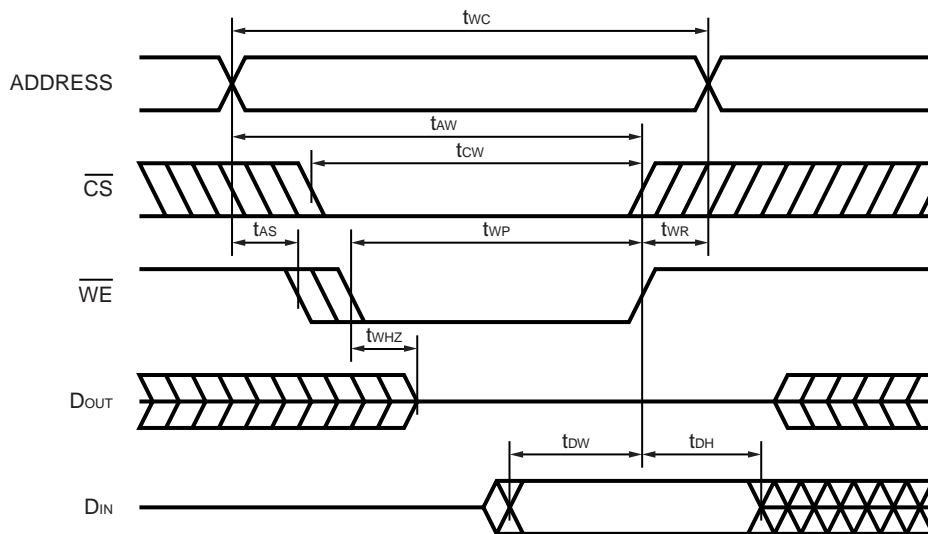 tWC
ADDRESS
tAW
tCW
CS
tAS
tWP
tWR
WE
tWHZ
DOUT
tDW
tDH
DIN